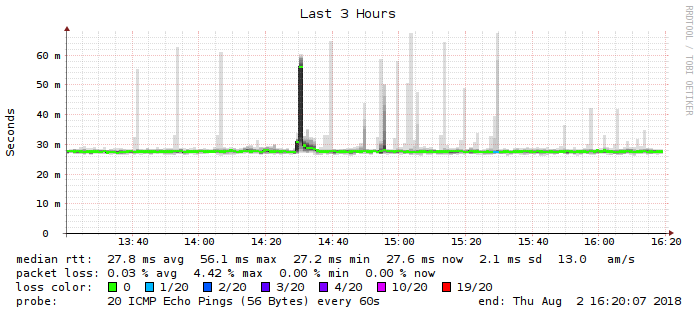 Last 3 Hours
RRDTOOL / TOBI OETIKER
Seconds
60 m
50 m
40 m
30 m
20 m
10 m
0
13:40 14:00 14:20 14:40 15:00 15:20 15:40 16:00 16:20
median rtt: 27.8 ms avg 56.1 ms max 27.2 ms min 27.6 ms now 2.1 ms sd 13.0 am/s
packet loss: 0.03 % avg 4.42 % max 0.00 % min 0.00 % now
loss color: 0 1/20 2/20 3/20 4/20 10/20 19/20
probe: 20 ICMP Echo Pings (56 Bytes) every 60s end: Thu Aug 2 16:20:07 2018